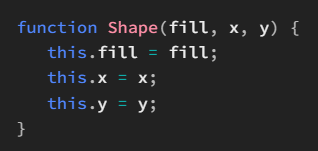 function Shape(fill, x, y) {
   this.fill = fill;
   this.x = x;
   this.y = y;
}